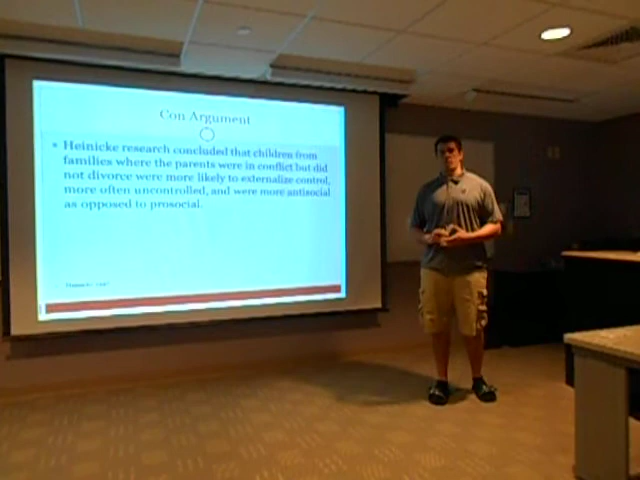 Con Argument
Heinicke research concluded that children from
families where the parents were in conflict but did
not divorce were more likely to externalize control,
more often uncontrolled, and were more antisocial
as opposed to prosocial.